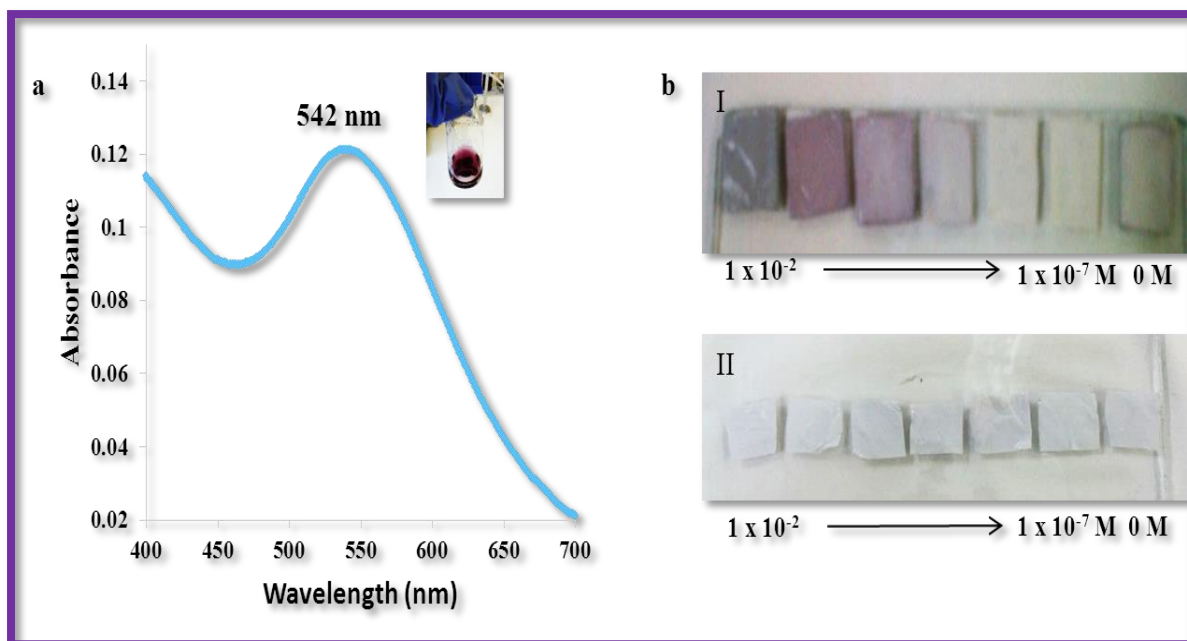 a
0.14
0.12
0.1
0.08
0.06
0.04
0.02
Absorbance
542 nm
400 450 500 550 600 650 700
Wavelength (nm)
b
I
1 x 10⁻² 1 x 10⁻⁷ M 0 M
II
1 x 10⁻² 1 x 10⁻⁷ M 0 M